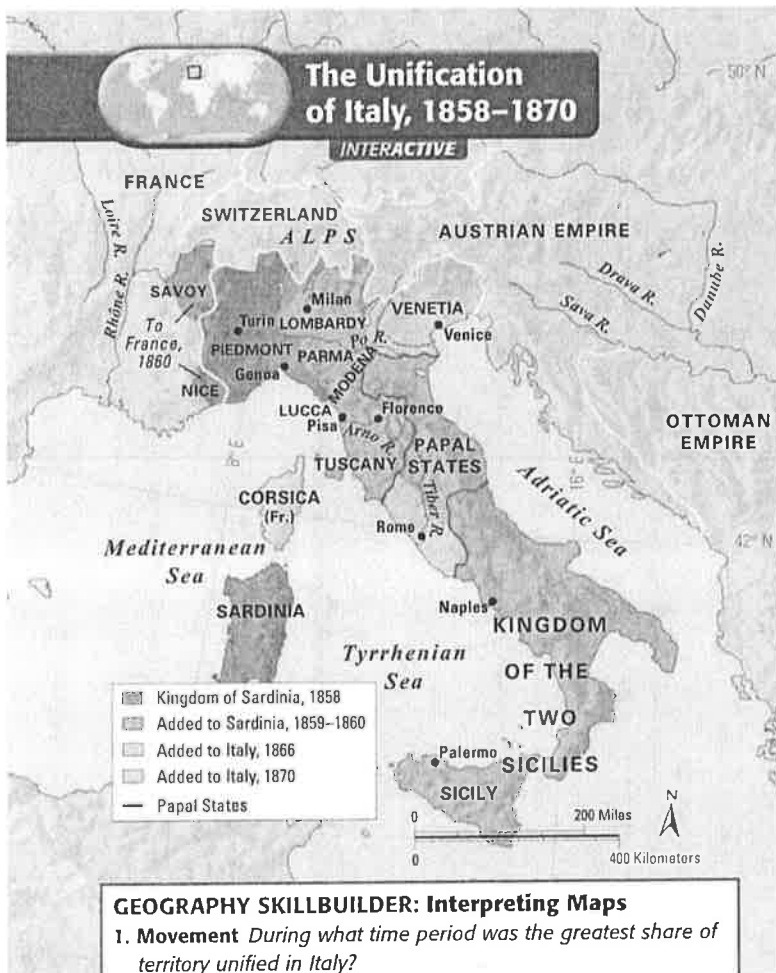 The Unification
of Italy, 1858–1870
INTERACTIVE
50° N
FRANCE
Loire R.
Rhône R.
SWITZERLAND
ALPS
AUSTRIAN EMPIRE
Drava R.
Sava R.
Danube R.
SAVOY
To
France,
1860
NICE
Turin
PIEDMONT
Genoa
Milan
LOMBARDY
Po R.
PARMA
MODENA
VENETIA
Venice
LUCCA
Pisa
Florence
Arno R.
TUSCANY
PAPAL
STATES
Tiber R.
OTTOMAN
EMPIRE
8° E
16° E
Adriatic Sea
42° N
CORSICA
(Fr.)
Rome
Mediterranean
Sea
SARDINIA
Naples
KINGDOM
OF THE
TWO
SICILIES
Tyrrhenian
Sea
Palermo
SICILY
Kingdom of Sardinia, 1858
Added to Sardinia, 1859–1860
Added to Italy, 1866
Added to Italy, 1870
Papal States
0 200 Miles
0 400 Kilometers
N
GEOGRAPHY SKILLBUILDER: Interpreting Maps
1. Movement During what time period was the greatest share of
territory unified in Italy?